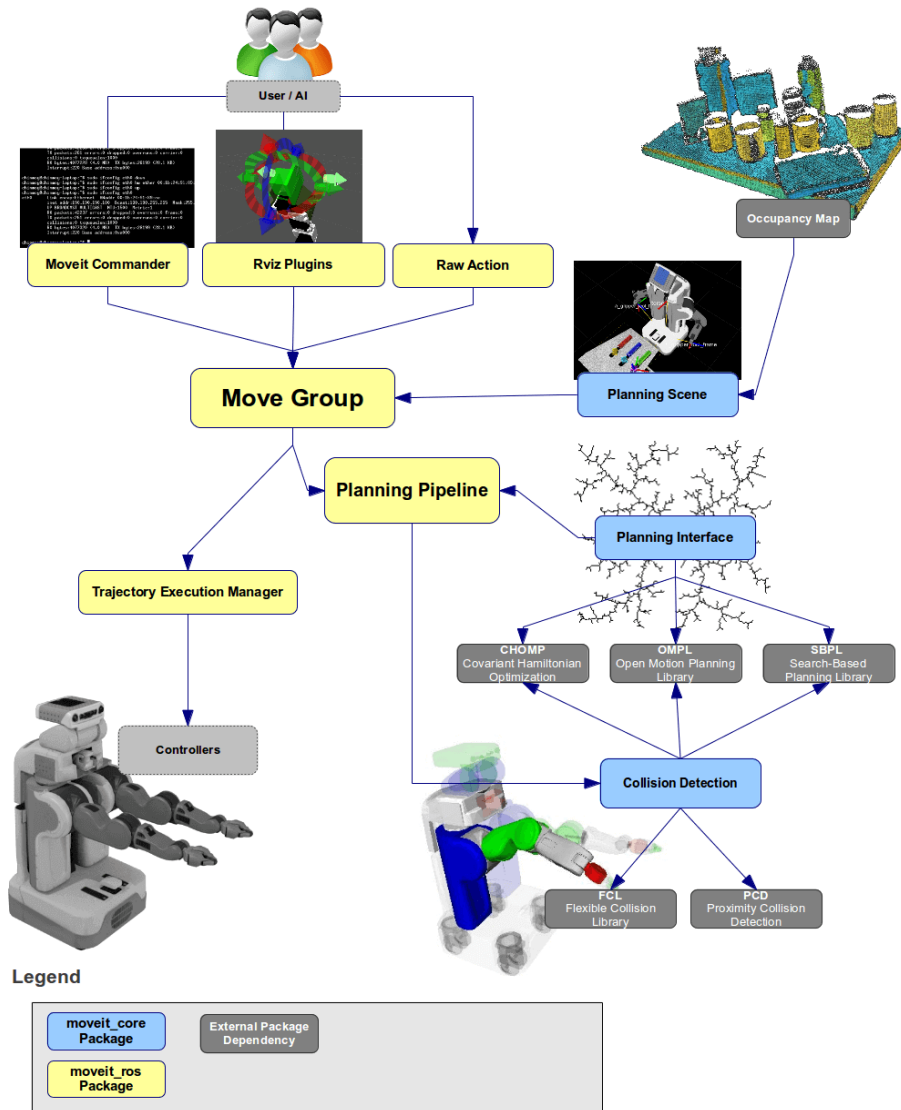 User / AI
Occupancy Map
Moveit Commander
Rviz Plugins
Raw Action
Planning Scene
Move Group
Planning Pipeline
Planning Interface
Trajectory Execution Manager
CHOMP
Covariant Hamiltonian
Optimization
OMPL
Open Motion Planning
Library
SBPL
Search-Based
Planning Library
Controllers
Collision Detection
FCL
Flexible Collision
Library
PCD
Proximity Collision
Detection
Legend
moveit_core
Package
External Package
Dependency
moveit_ros
Package